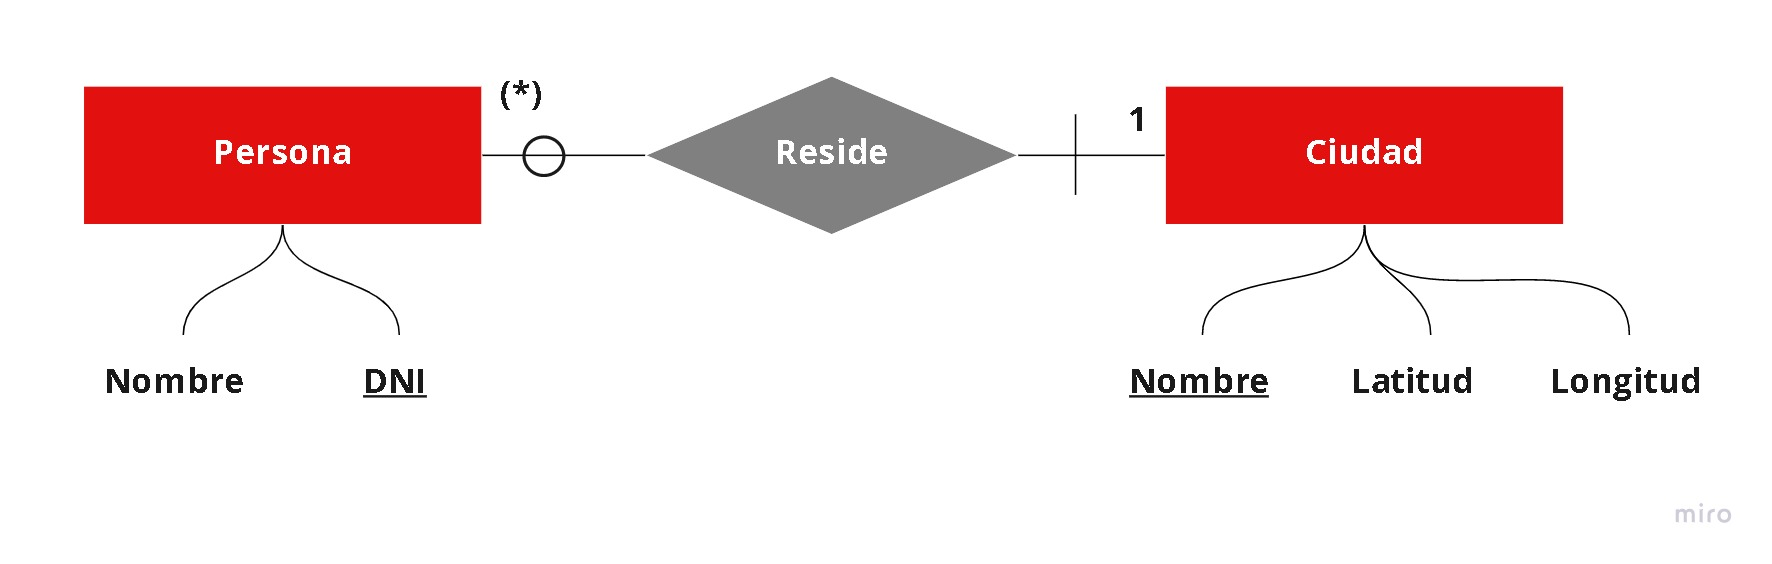 (*)
1
Persona
Reside
Ciudad
Nombre
DNI
Nombre
Latitud
Longitud
miro